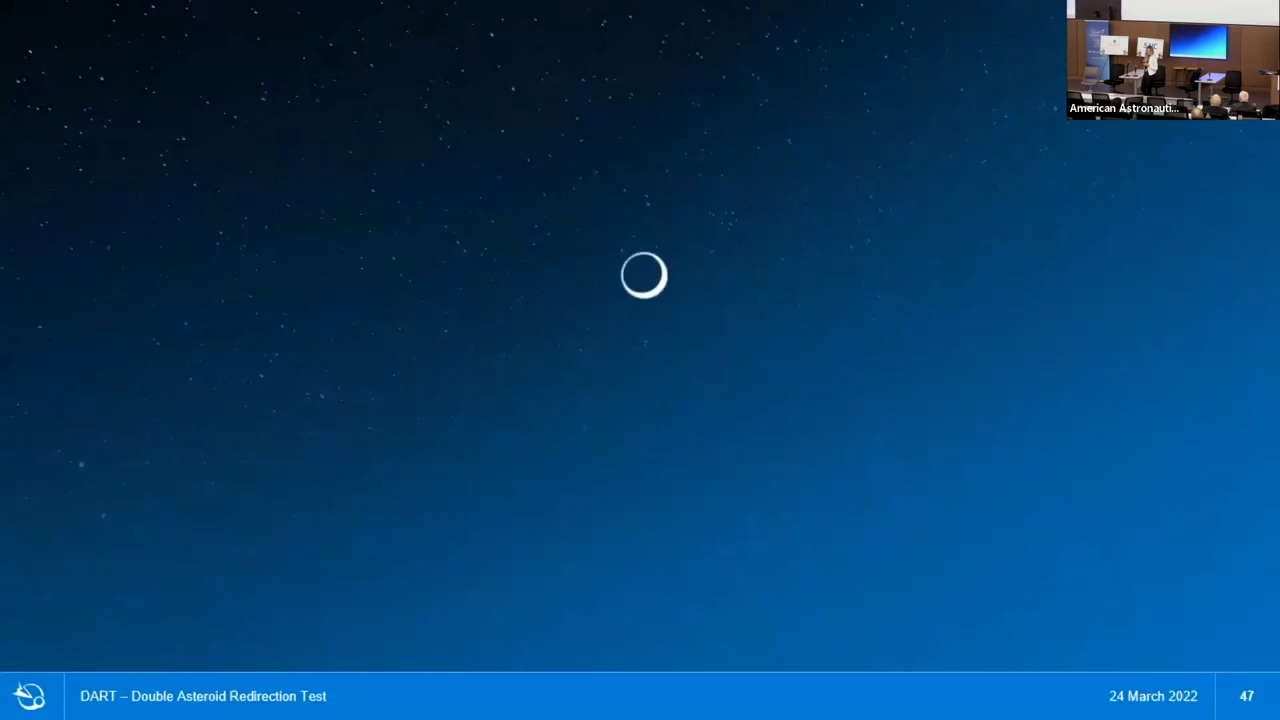 American Astronauti...
DART – Double Asteroid Redirection Test
24 March 2022
47